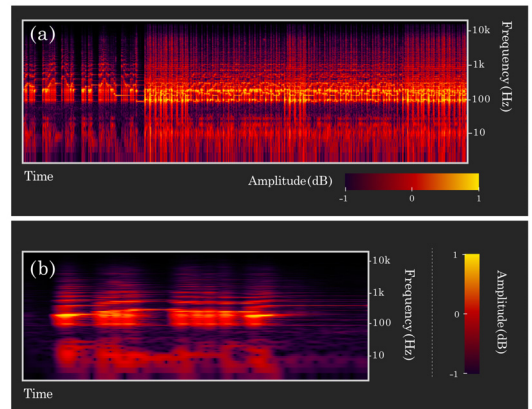 (a)
10k
1k
100
10
Frequency(Hz)
Time
Amplitude(dB)
-1 0 1
(b)
10k
1k
100
10
Frequency(Hz)
1
0
-1
Amplitude(dB)
Time